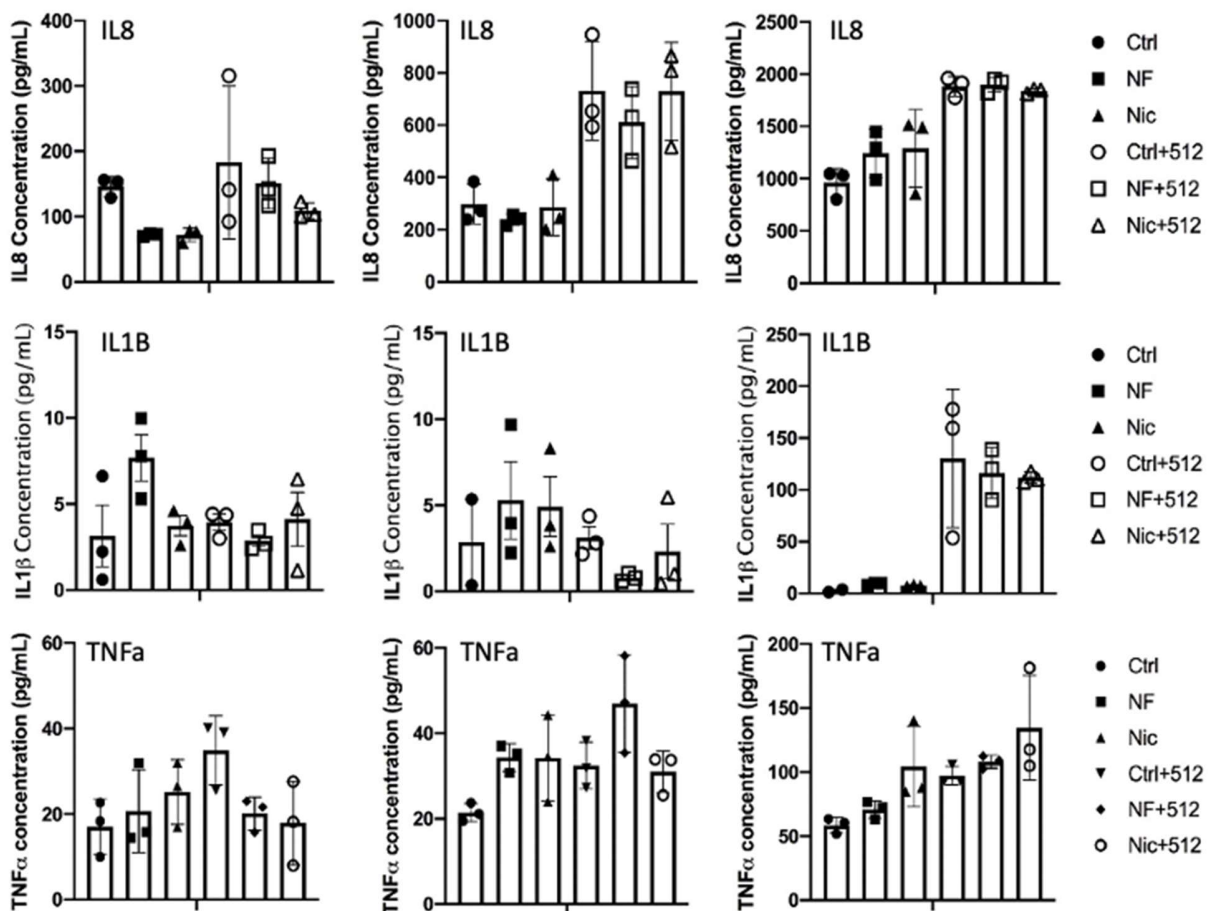 IL8
IL8 Concentration (pg/mL)
400
300
200
100
0
IL8
IL8 Concentration (pg/mL)
1000
800
600
400
200
0
IL8
IL8 Concentration (pg/mL)
2500
2000
1500
1000
500
0
Ctrl
NF
Nic
Ctrl+512
NF+512
Nic+512
IL1B
IL1β Concentration (pg/mL)
15
10
5
0
IL1B
IL1β Concentration (pg/mL)
15
10
5
0
IL1B
IL1β Concentration (pg/mL)
250
200
150
100
50
0
Ctrl
NF
Nic
Ctrl+512
NF+512
Nic+512
TNFa
TNFα concentration (pg/mL)
60
40
20
0
TNFa
TNFα concentration (pg/mL)
60
40
20
0
TNFa
TNFα concentration (pg/mL)
200
150
100
50
0
Ctrl
NF
Nic
Ctrl+512
NF+512
Nic+512